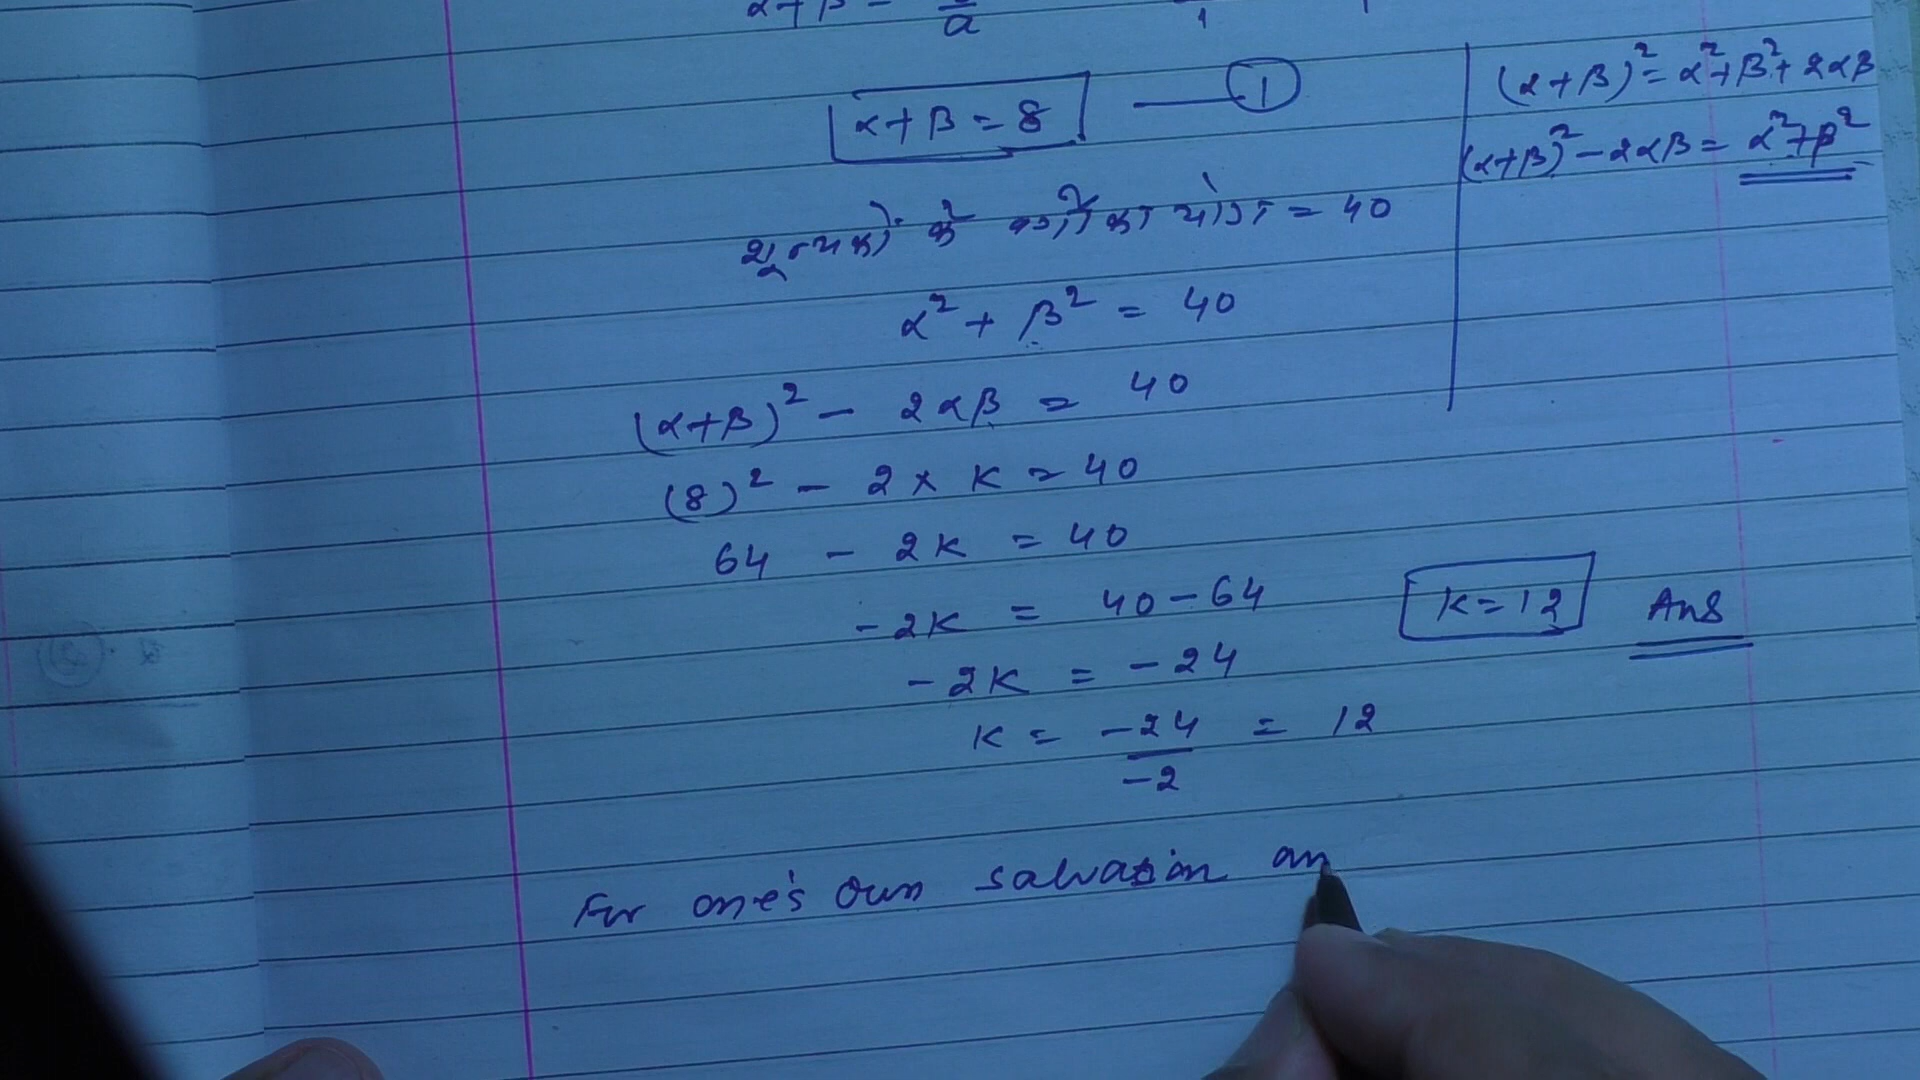 α+β = a 1
α+β = 8 — 1
शून्यकों के वर्गों का योग = 40
α² + β² = 40
(α+β)² - 2αβ = 40
(8)² - 2 × K = 40
64 - 2K = 40
-2K = 40-64
-2K = -24
K = -24/-2 = 12
K=12 Ans
(α+β)² = α²+β²+2αβ
(α+β)² - 2αβ = α²+β²
For one's own salvation an